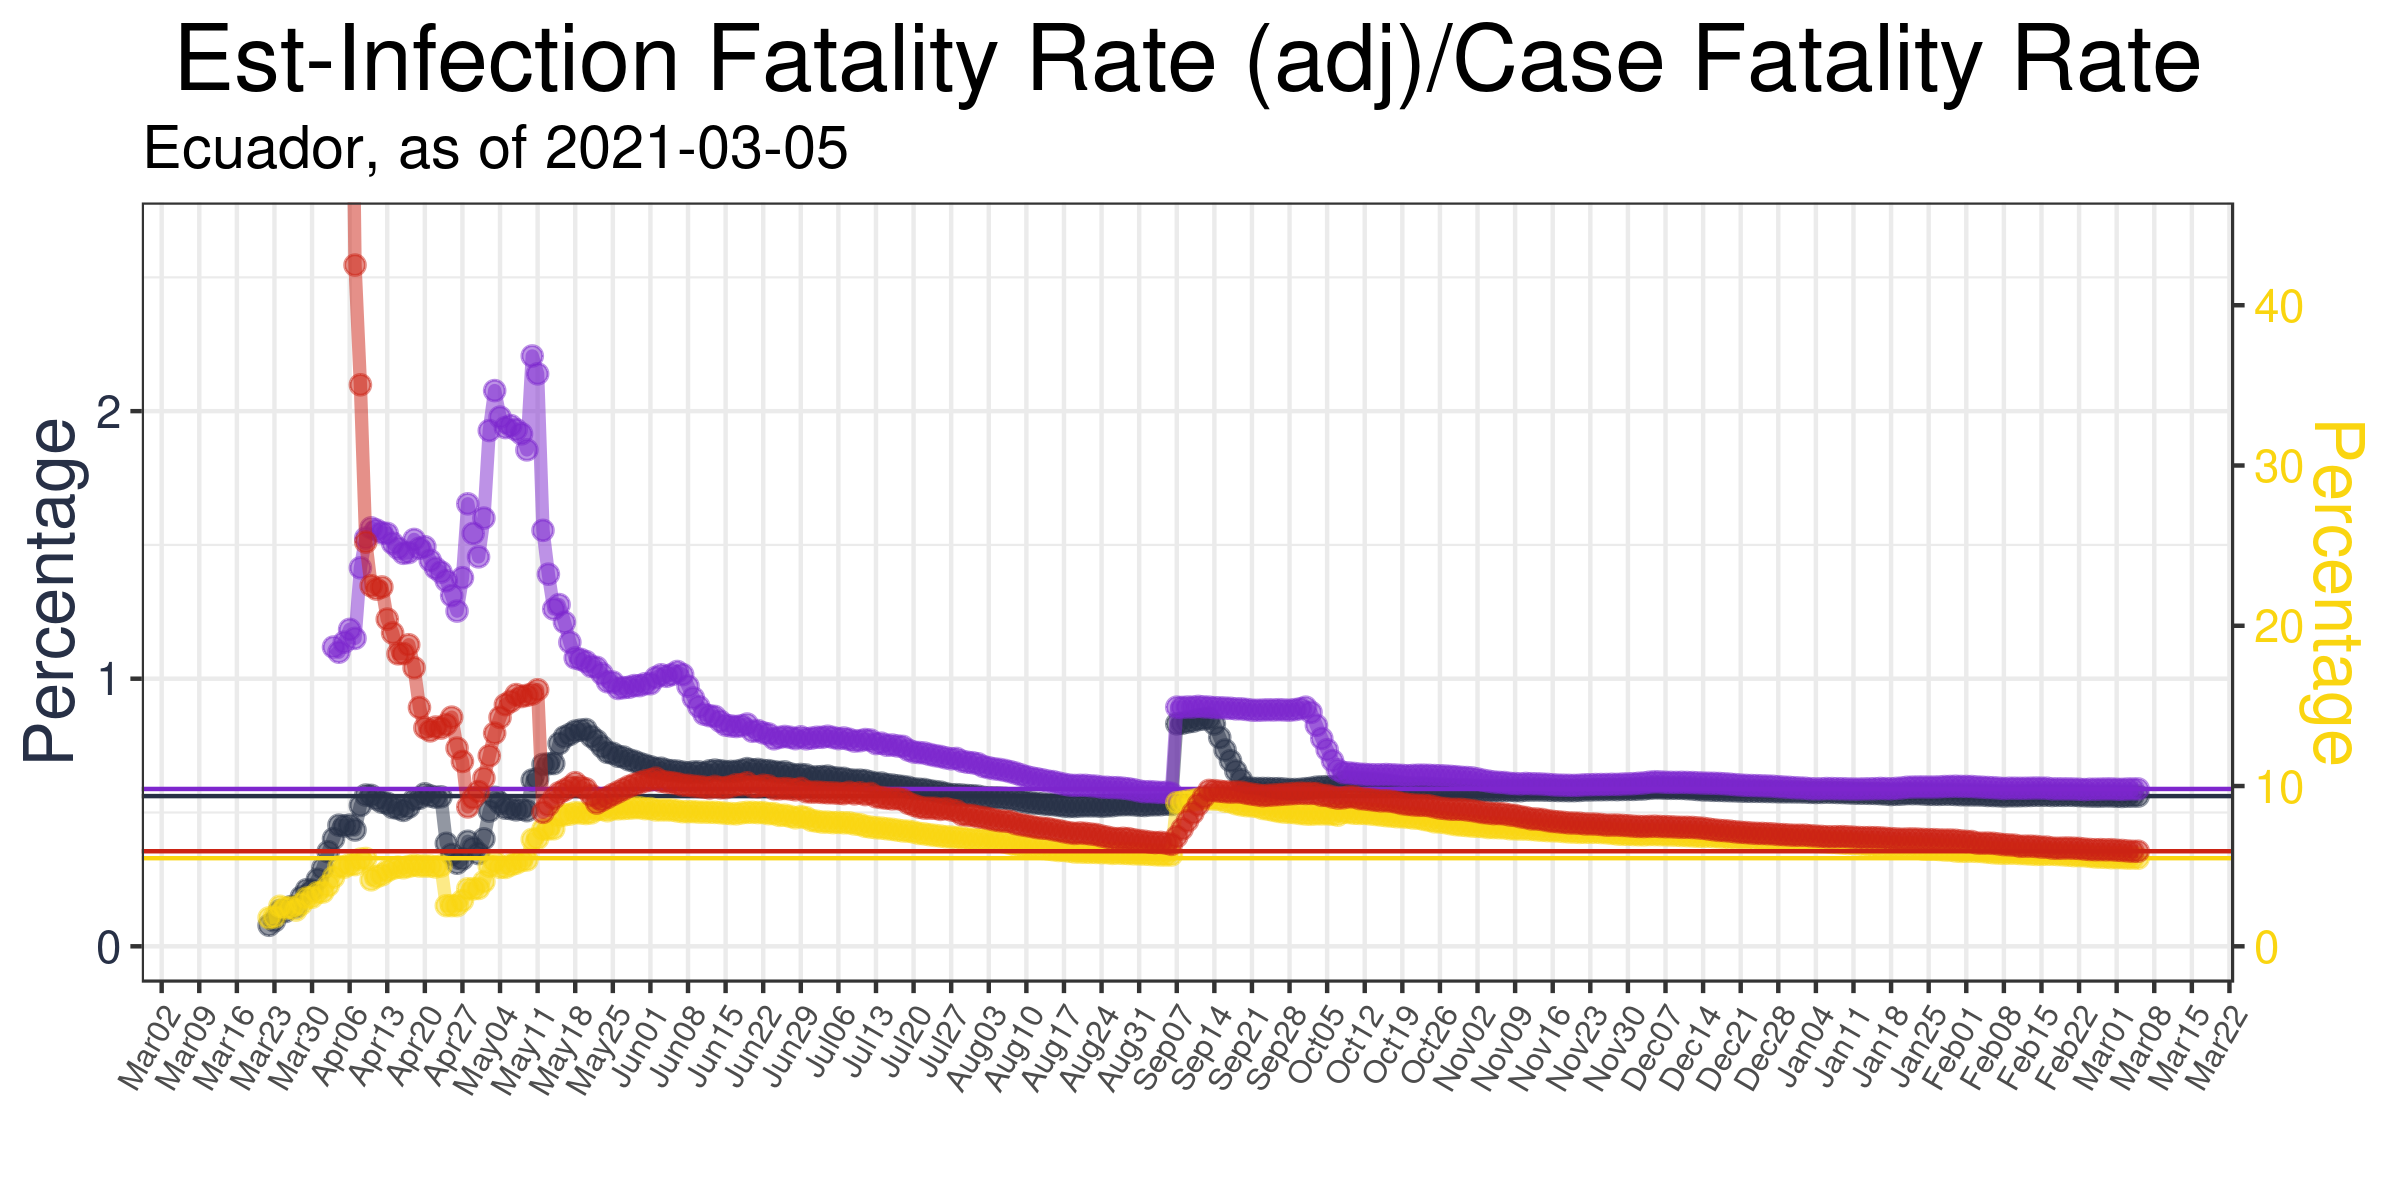 Est-Infection Fatality Rate (adj)/Case Fatality Rate
Ecuador, as of 2021-03-05
Percentage
2
1
0
40
30
20
10
0
Percentage
Mar02 Mar09 Mar16 Mar23 Mar30 Apr06 Apr13 Apr20 Apr27 May04 May11 May18 May25 Jun01 Jun08 Jun15 Jun22 Jun29 Jul06 Jul13 Jul20 Jul27 Aug03 Aug10 Aug17 Aug24 Aug31 Sep07 Sep14 Sep21 Sep28 Oct05 Oct12 Oct19 Oct26 Nov02 Nov09 Nov16 Nov23 Nov30 Dec07 Dec14 Dec21 Dec28 Jan04 Jan11 Jan18 Jan25 Feb01 Feb08 Feb15 Feb22 Mar01 Mar08 Mar15 Mar22